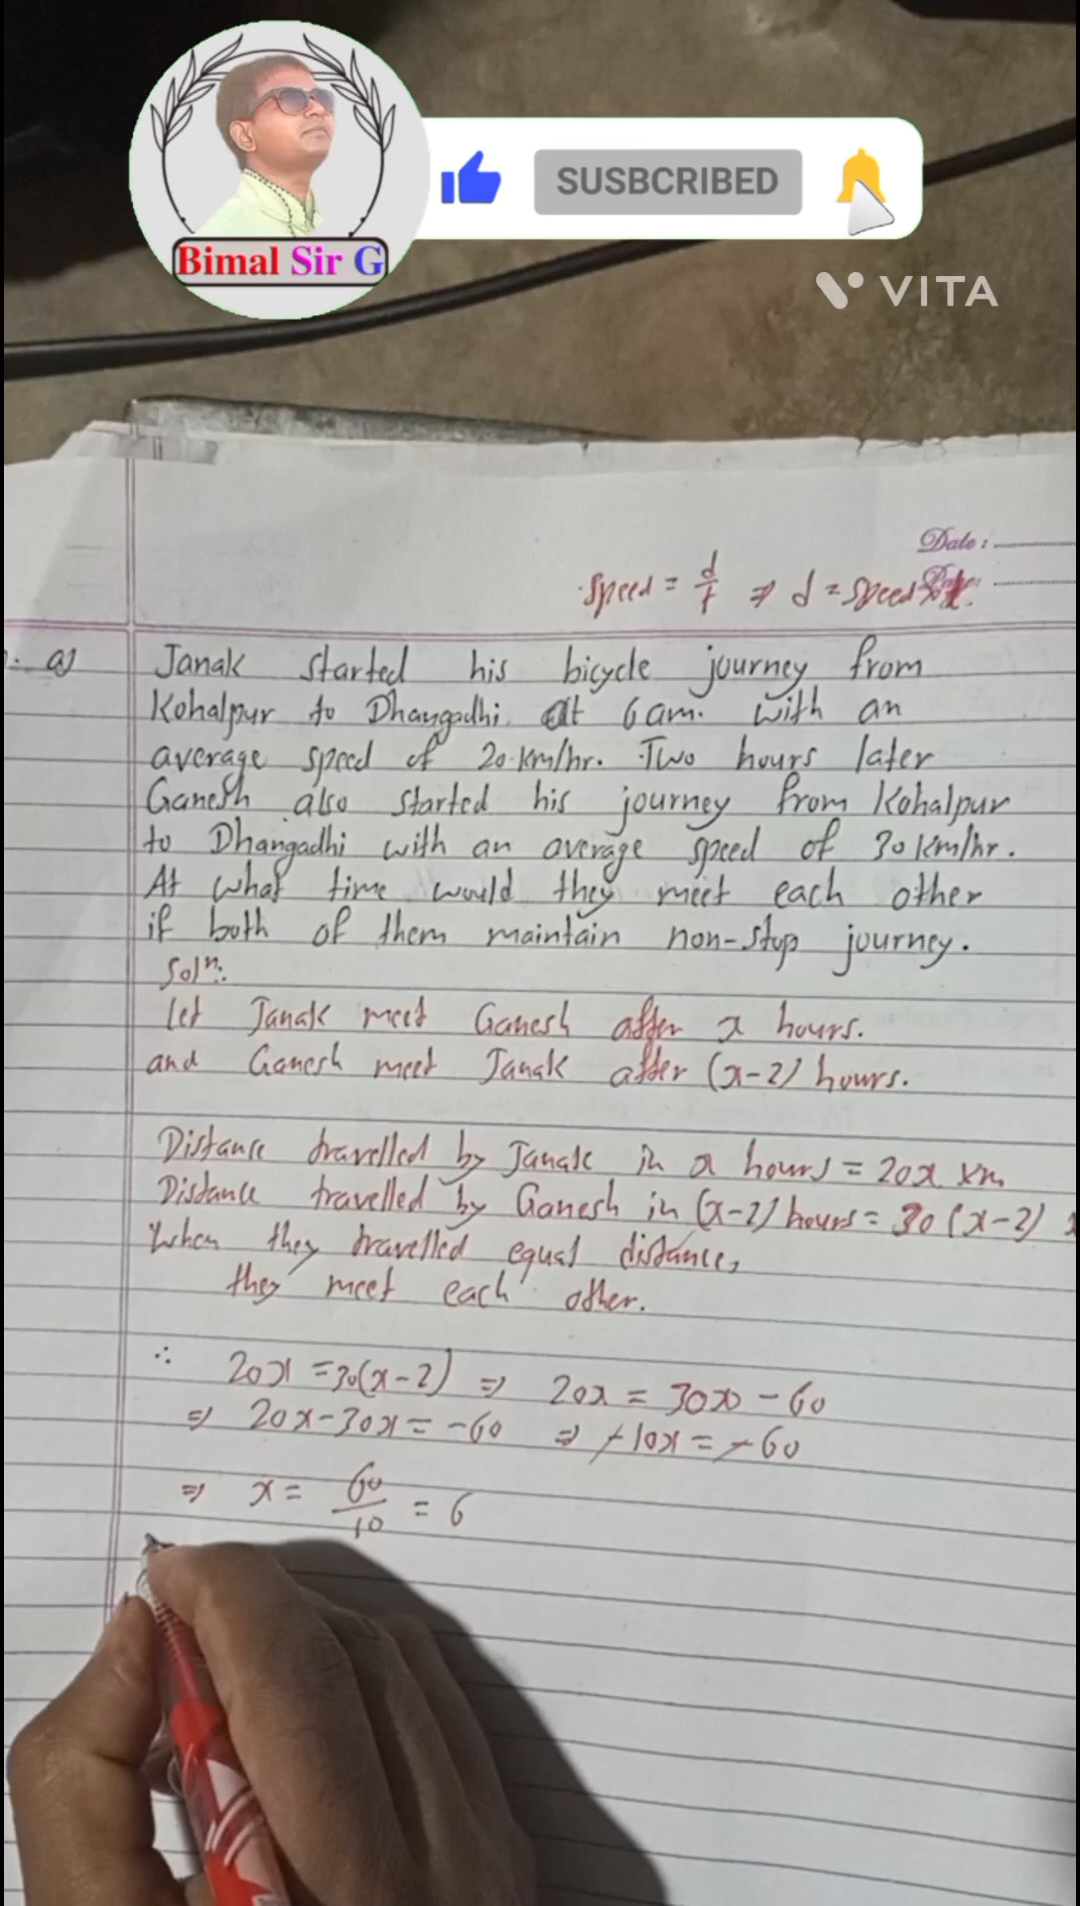 SUSBCRIBED
Bimal Sir G
VITA
Date :
speed = d/t ⇒ d = speed × t.
a) Janak started his bicycle journey from
Kohalpur to Dhangadhi at 6 am. with an
average speed of 20 km/hr. Two hours later
Ganesh also started his journey from Kohalpur
to Dhangadhi with an average speed of 30 km/hr.
At what time would they meet each other
if both of them maintain non-stop journey.
Solⁿ:
Let Janak meet Ganesh after x hours.
and Ganesh meet Janak after (x-2) hours.
Distance travelled by Janak in x hours = 20x km
Distance travelled by Ganesh in (x-2) hours = 30(x-2)
When they travelled equal distance,
they meet each other.
∴ 20x = 30(x-2) ⇒ 20x = 30x - 60
⇒ 20x - 30x = -60 ⇒ -10x = -60
⇒ x = 60/10 = 6